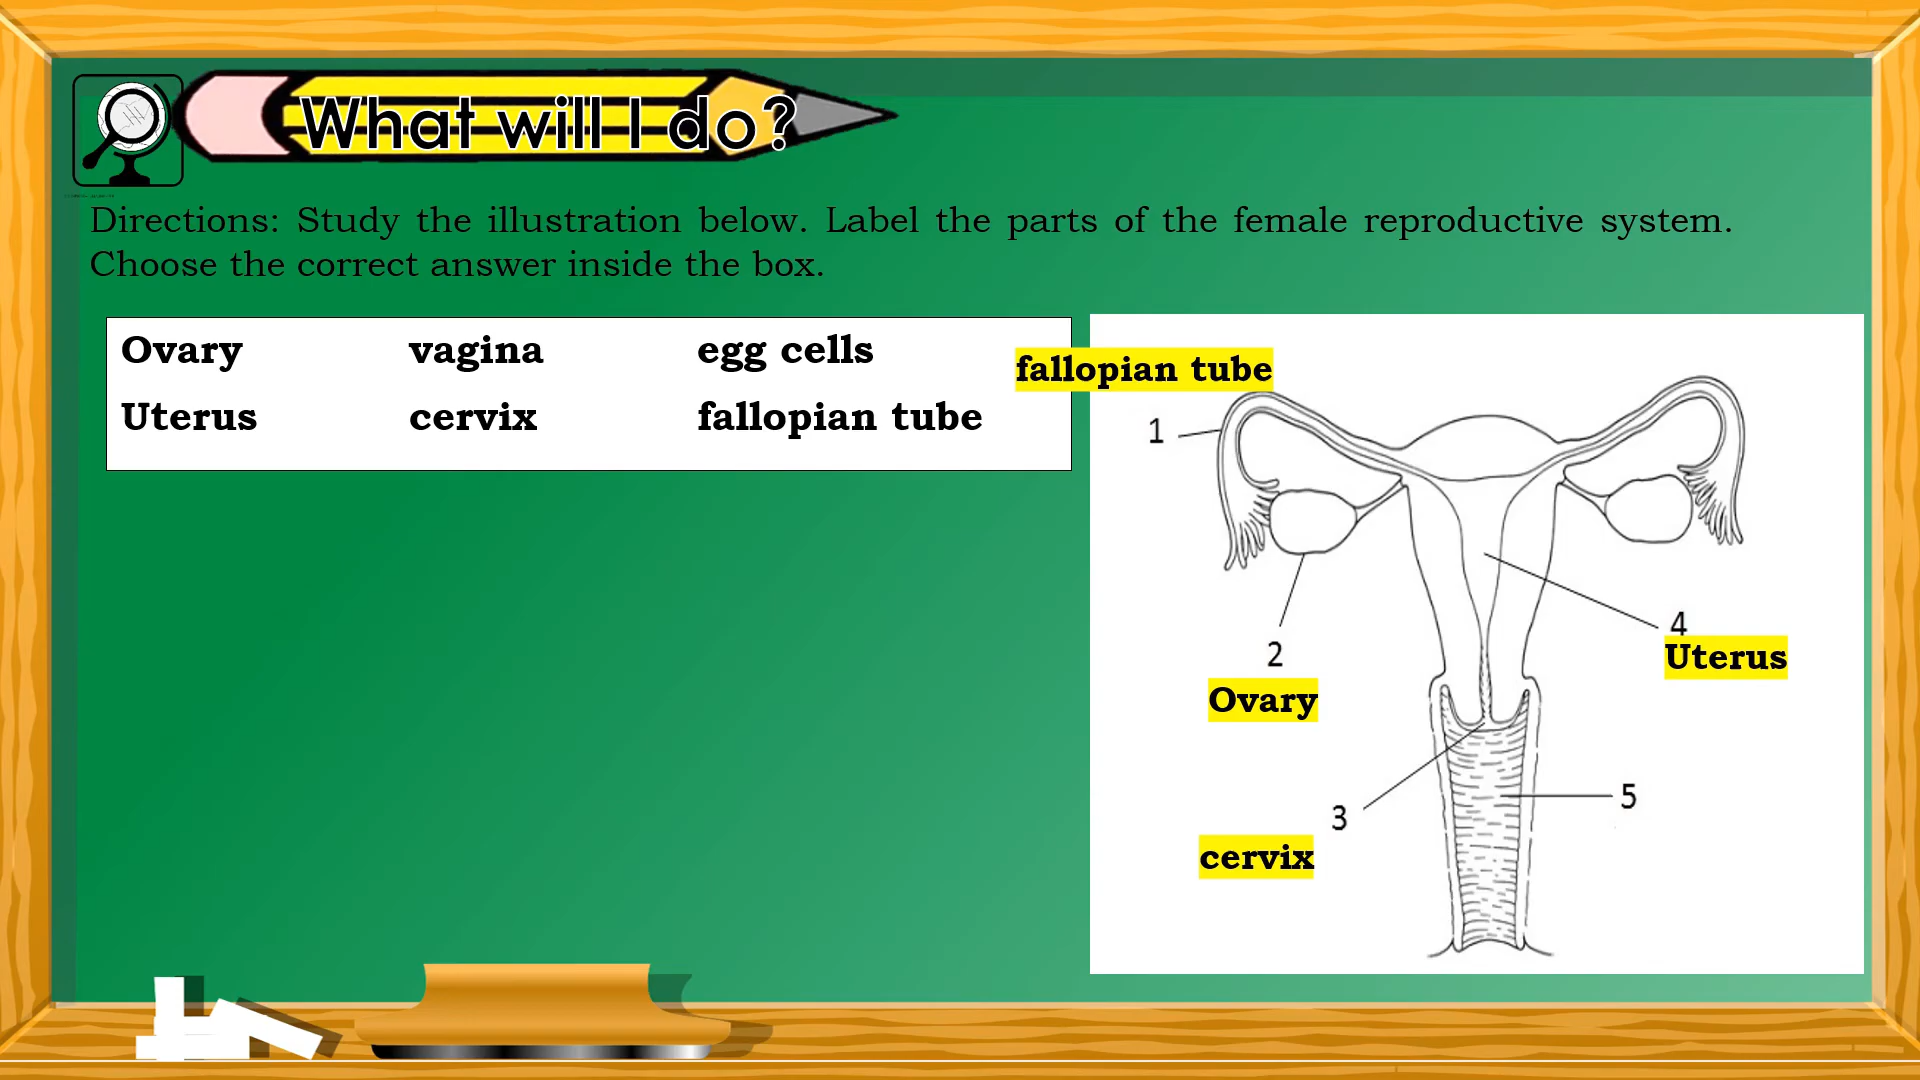 What will I do?
Directions: Study the illustration below. Label the parts of the female reproductive system.
Choose the correct answer inside the box.
Ovary vagina egg cells
Uterus cervix fallopian tube
fallopian tube
1
2
Ovary
4
Uterus
3
cervix
5